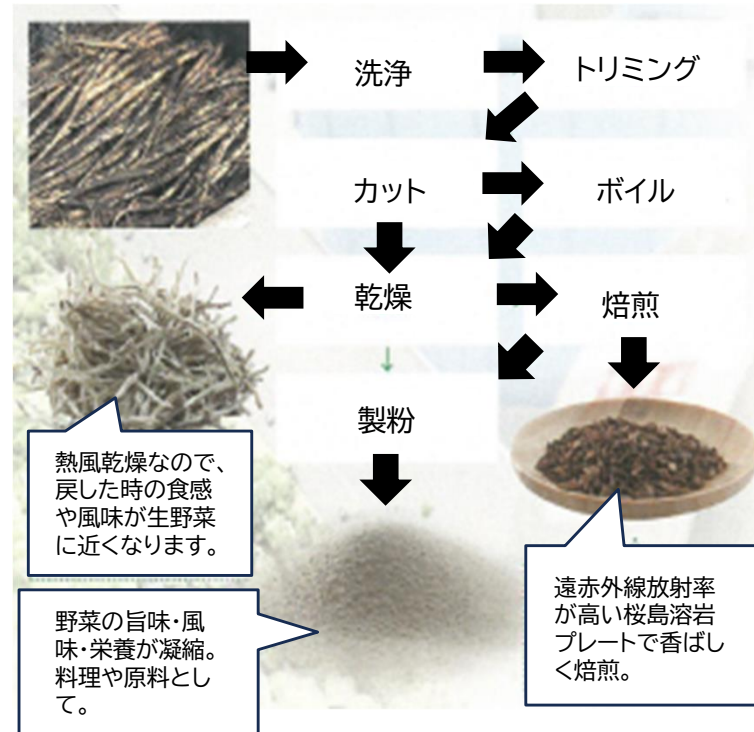 洗浄
トリミング
カット
ボイル
乾燥
焙煎
↓
製粉
熱風乾燥なので、
戻した時の食感
や風味が生野菜
に近くなります。
野菜の旨味・風
味・栄養が凝縮。
料理や原料とし
て。
遠赤外線放射率
が高い桜島溶岩
プレートで香ばし
く焙煎。